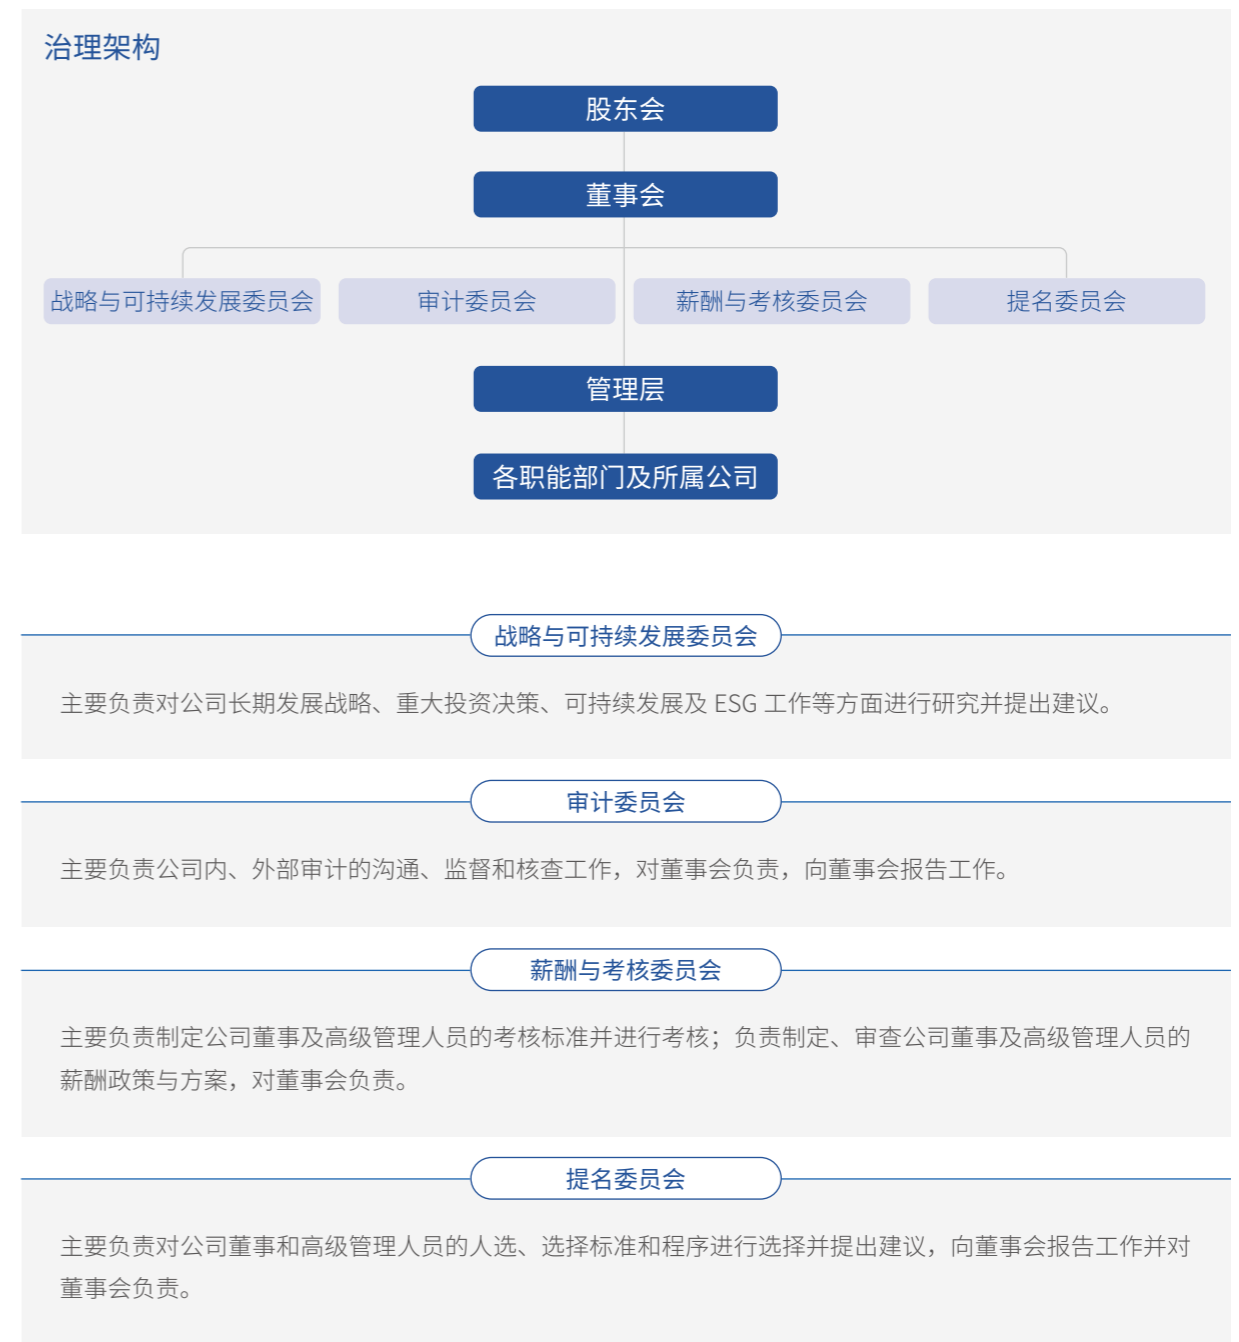 治理架构
股东会
董事会
战略与可持续发展委员会
审计委员会
薪酬与考核委员会
提名委员会
管理层
各职能部门及所属公司
战略与可持续发展委员会
主要负责对公司长期发展战略、重大投资决策、可持续发展及 ESG 工作等方面进行研究并提出建议。
审计委员会
主要负责公司内、外部审计的沟通、监督和核查工作，对董事会负责，向董事会报告工作。
薪酬与考核委员会
主要负责制定公司董事及高级管理人员的考核标准并进行考核；负责制定、审查公司董事及高级管理人员的
薪酬政策与方案，对董事会负责。
提名委员会
主要负责对公司董事和高级管理人员的人选、选择标准和程序进行选择并提出建议，向董事会报告工作并对
董事会负责。